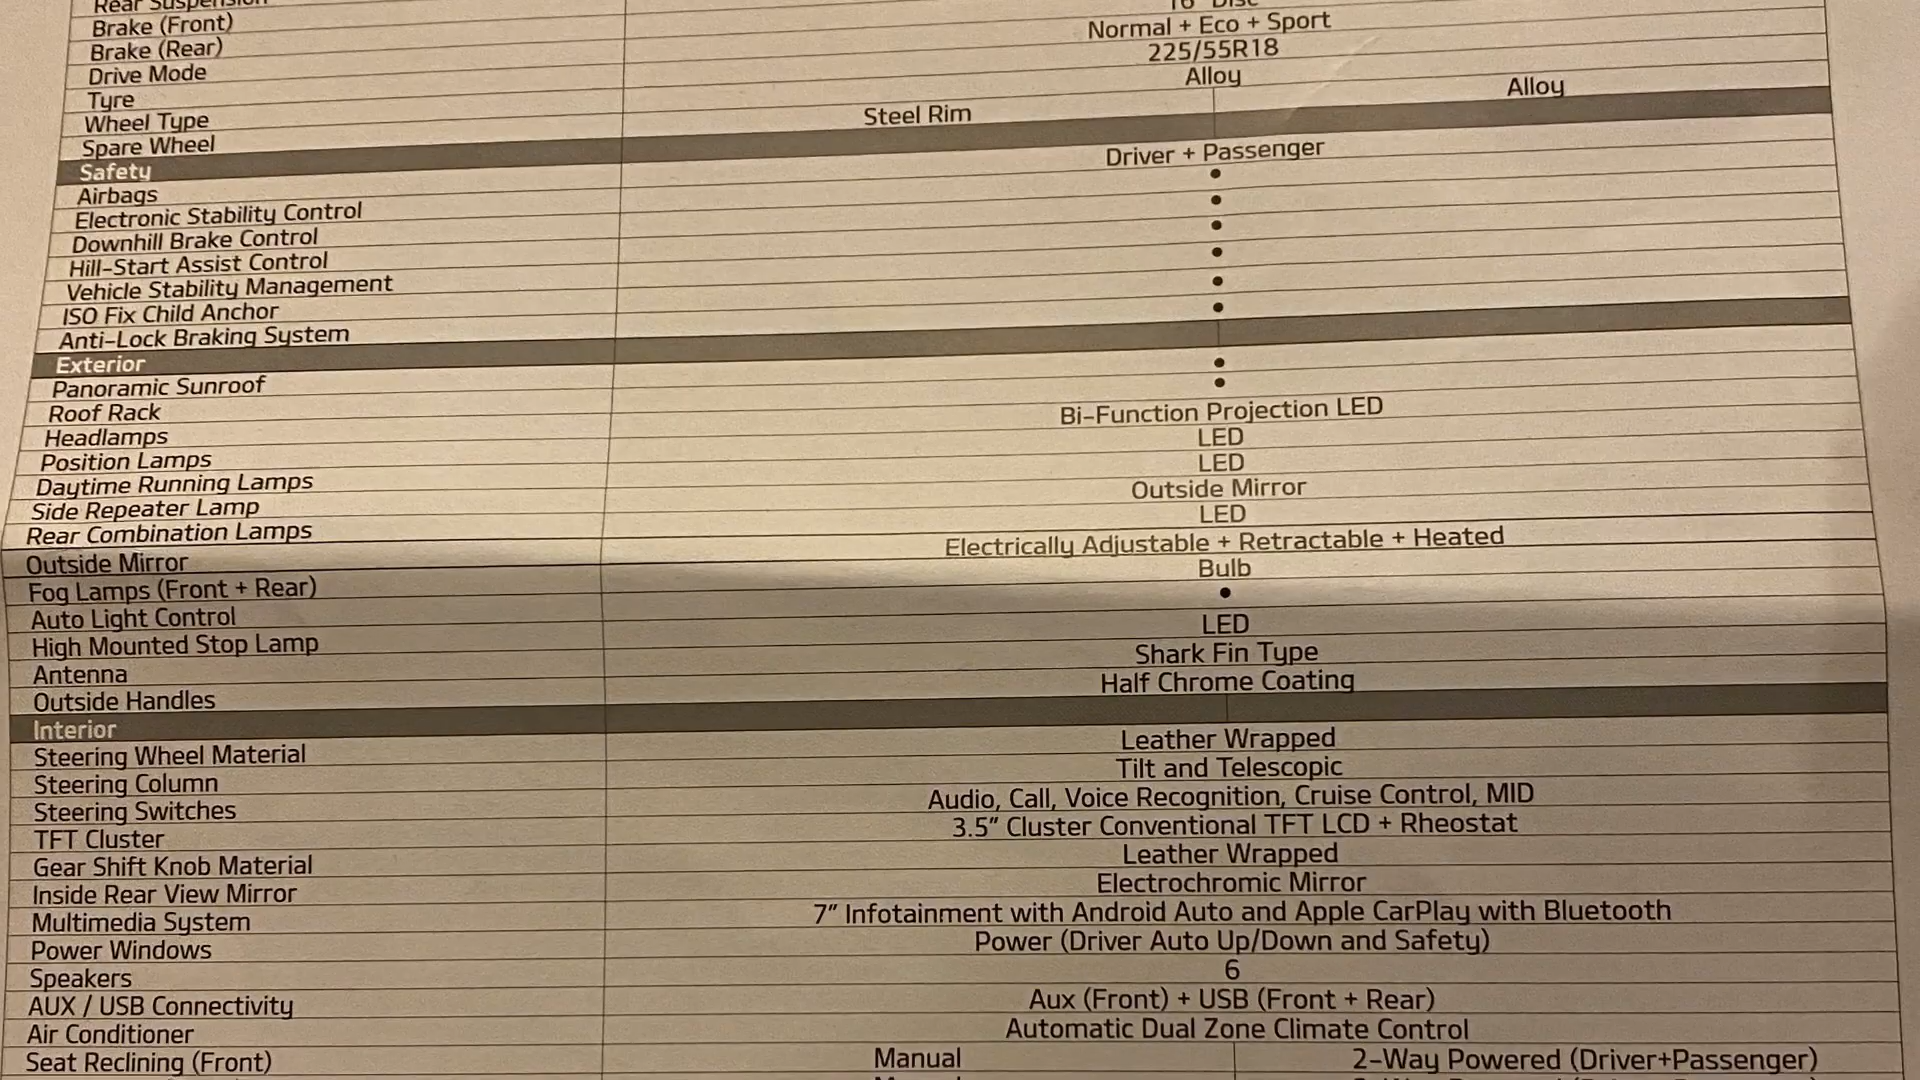 Rear Suspension
Brake (Front) 16" Disc
Brake (Rear) Normal + Eco + Sport
Drive Mode 225/55R18
Tyre Alloy
Wheel Type Steel Rim Alloy
Spare Wheel
Safety
Airbags Driver + Passenger
Electronic Stability Control •
Downhill Brake Control •
Hill-Start Assist Control •
Vehicle Stability Management •
ISO Fix Child Anchor •
Anti-Lock Braking System •
Exterior
Panoramic Sunroof •
Roof Rack •
Headlamps Bi-Function Projection LED
Position Lamps LED
Daytime Running Lamps LED
Side Repeater Lamp Outside Mirror
Rear Combination Lamps LED
Outside Mirror Electrically Adjustable + Retractable + Heated
Fog Lamps (Front + Rear) Bulb
Auto Light Control •
High Mounted Stop Lamp LED
Antenna Shark Fin Type
Outside Handles Half Chrome Coating
Interior
Steering Wheel Material Leather Wrapped
Steering Column Tilt and Telescopic
Steering Switches Audio, Call, Voice Recognition, Cruise Control, MID
TFT Cluster 3.5" Cluster Conventional TFT LCD + Rheostat
Gear Shift Knob Material Leather Wrapped
Inside Rear View Mirror Electrochromic Mirror
Multimedia System 7" Infotainment with Android Auto and Apple CarPlay with Bluetooth
Power Windows Power (Driver Auto Up/Down and Safety)
Speakers 6
AUX / USB Connectivity Aux (Front) + USB (Front + Rear)
Air Conditioner Automatic Dual Zone Climate Control
Seat Reclining (Front) Manual 2-Way Powered (Driver+Passenger)